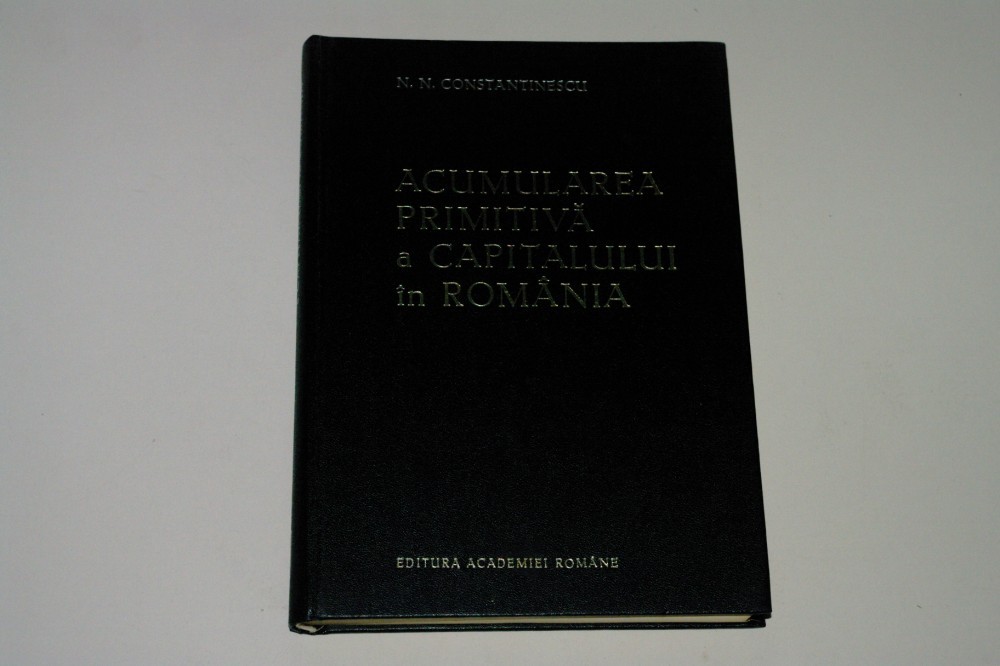 N. N. CONSTANTINESCU
ACUMULAREA
PRIMITIVĂ
a CAPITALULUI
în ROMÂNIA
EDITURA ACADEMIEI ROMÂNE